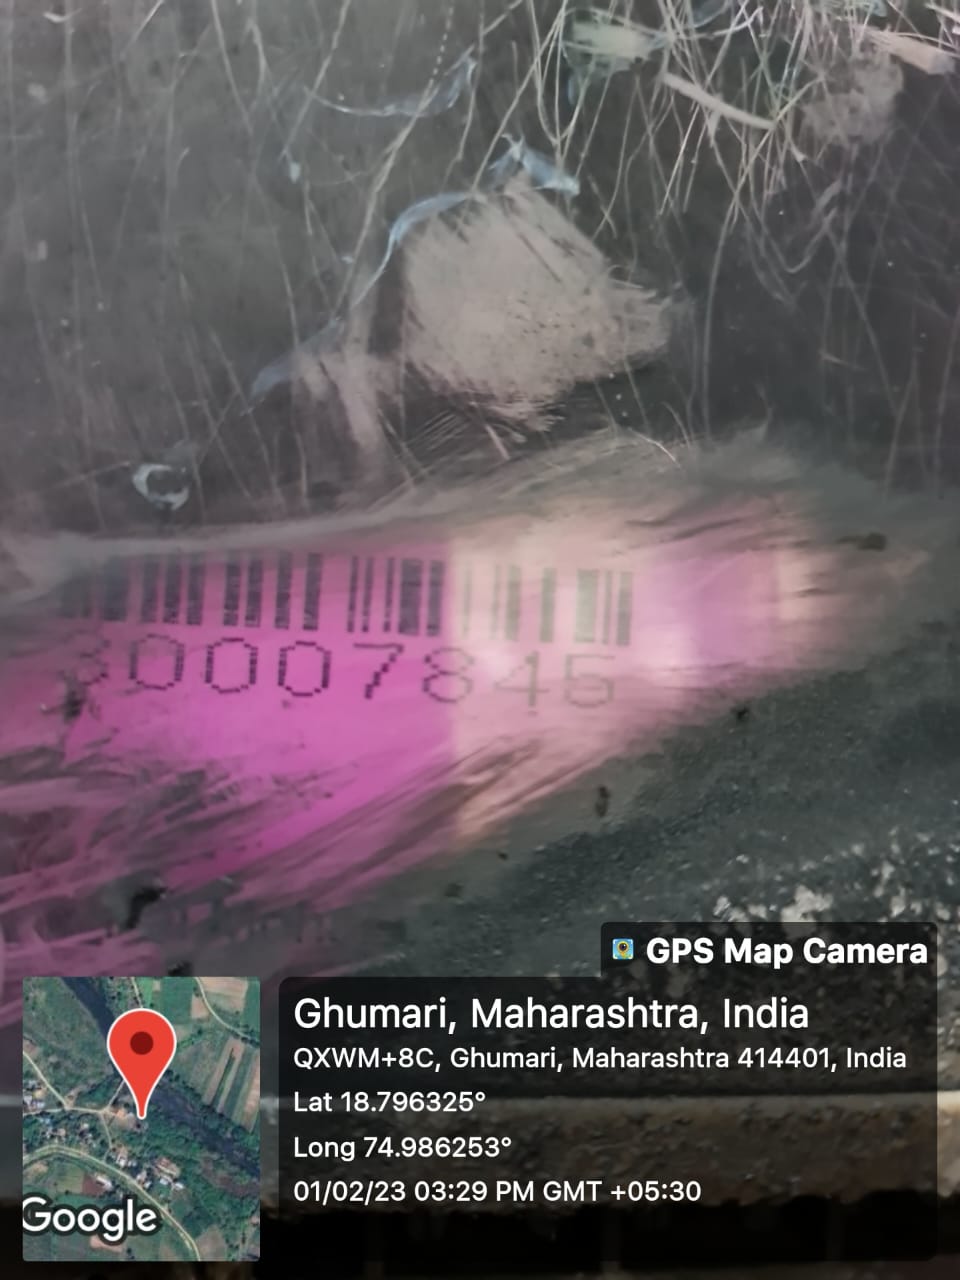 30007845
GPS Map Camera
Ghumari, Maharashtra, India
QXWM+8C, Ghumari, Maharashtra 414401, India
Lat 18.796325°
Long 74.986253°
01/02/23 03:29 PM GMT +05:30
Google